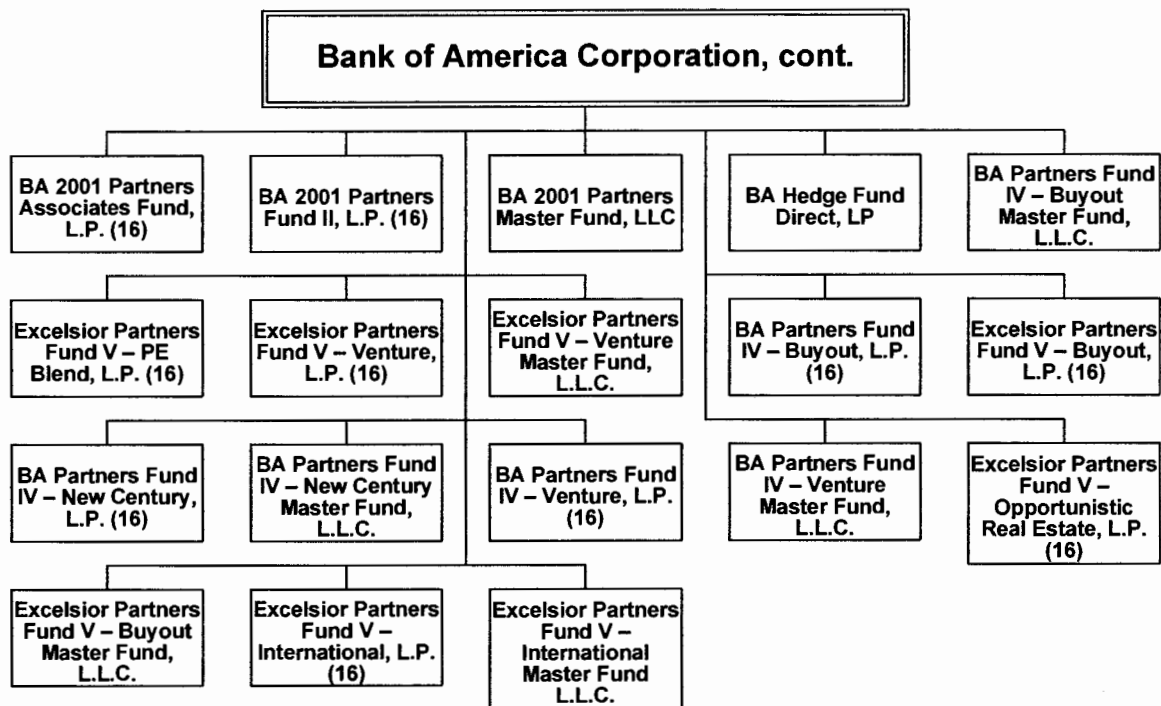 Bank of America Corporation, cont.
BA 2001 Partners
Associates Fund,
L.P. (16)
BA 2001 Partners
Fund II, L.P. (16)
BA 2001 Partners
Master Fund, LLC
BA Hedge Fund
Direct, LP
BA Partners Fund
IV – Buyout
Master Fund,
L.L.C.
Excelsior Partners
Fund V – PE
Blend, L.P. (16)
Excelsior Partners
Fund V – Venture,
L.P. (16)
Excelsior Partners
Fund V – Venture
Master Fund,
L.L.C.
BA Partners Fund
IV – Buyout, L.P.
(16)
Excelsior Partners
Fund V – Buyout,
L.P. (16)
BA Partners Fund
IV – New Century,
L.P. (16)
BA Partners Fund
IV – New Century
Master Fund,
L.L.C.
BA Partners Fund
IV – Venture, L.P.
(16)
BA Partners Fund
IV – Venture
Master Fund,
L.L.C.
Excelsior Partners
Fund V –
Opportunistic
Real Estate, L.P.
(16)
Excelsior Partners
Fund V – Buyout
Master Fund,
L.L.C.
Excelsior Partners
Fund V –
International, L.P.
(16)
Excelsior Partners
Fund V –
International
Master Fund
L.L.C.